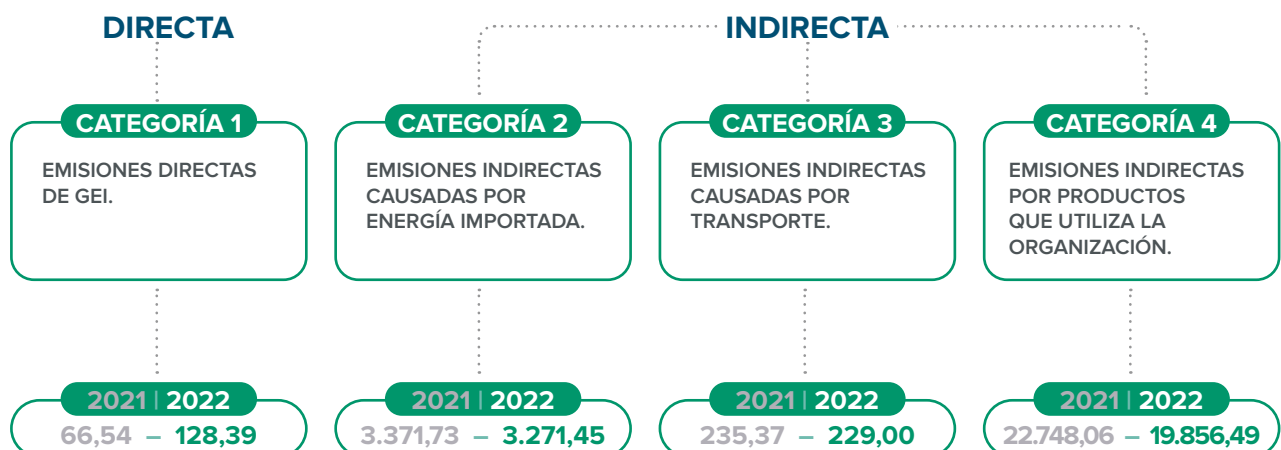 DIRECTA
INDIRECTA
CATEGORÍA 1
EMISIONES DIRECTAS
DE GEI.
CATEGORÍA 2
EMISIONES INDIRECTAS
CAUSADAS POR
ENERGÍA IMPORTADA.
CATEGORÍA 3
EMISIONES INDIRECTAS
CAUSADAS POR
TRANSPORTE.
CATEGORÍA 4
EMISIONES INDIRECTAS
POR PRODUCTOS
QUE UTILIZA LA
ORGANIZACIÓN.
2021 | 2022
66,54 – 128,39
2021 | 2022
3.371,73 – 3.271,45
2021 | 2022
235,37 – 229,00
2021 | 2022
22.748,06 – 19.856,49